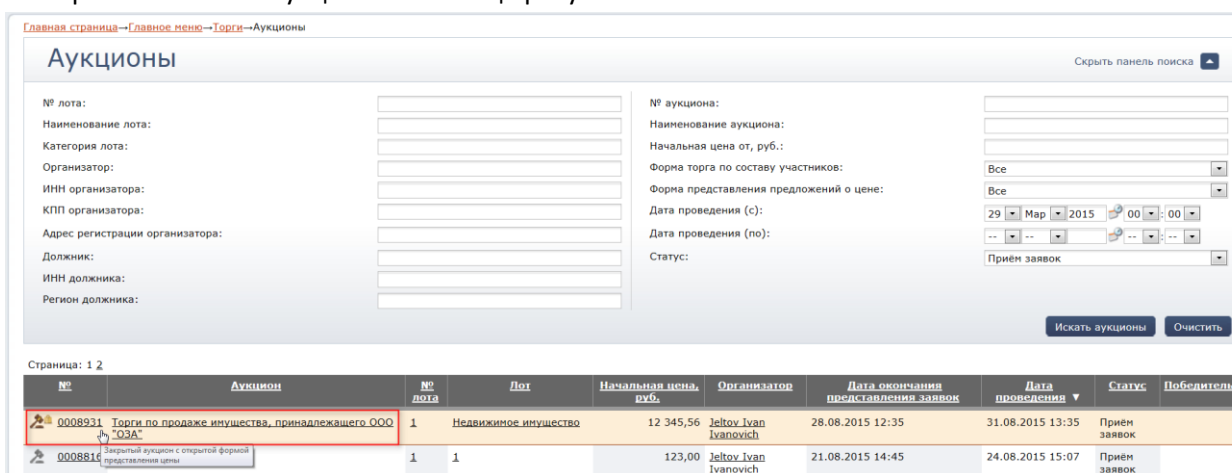 Главная страница→Главное меню→Торги→Аукционы
Аукционы
Скрыть панель поиска
№ лота:
№ аукциона:
Наименование лота:
Наименование аукциона:
Категория лота:
Начальная цена от, руб.:
Организатор:
Форма торга по составу участников: Все
ИНН организатора:
Форма представления предложений о цене: Все
КПП организатора:
Дата проведения (с): 29 Мар 2015 00 : 00
Адрес регистрации организатора:
Дата проведения (по): -- -- -- : --
Должник:
Статус: Приём заявок
ИНН должника:
Регион должника:
Искать аукционы Очистить
Страница: 1 2
№ Аукцион № лота Лот Начальная цена, руб. Организатор Дата окончания представления заявок Дата проведения ▼ Статус Победитель
0008931 Торги по продаже имущества, принадлежащего ООО "ОЗА" 1 Недвижимое имущество 12 345,56 Jeltov Ivan Ivanovich 28.08.2015 12:35 31.08.2015 13:35 Приём заявок
Закрытый аукцион с открытой формой представления цены
0008816 1 1 123,00 Jeltov Ivan Ivanovich 21.08.2015 14:45 24.08.2015 15:07 Приём заявок